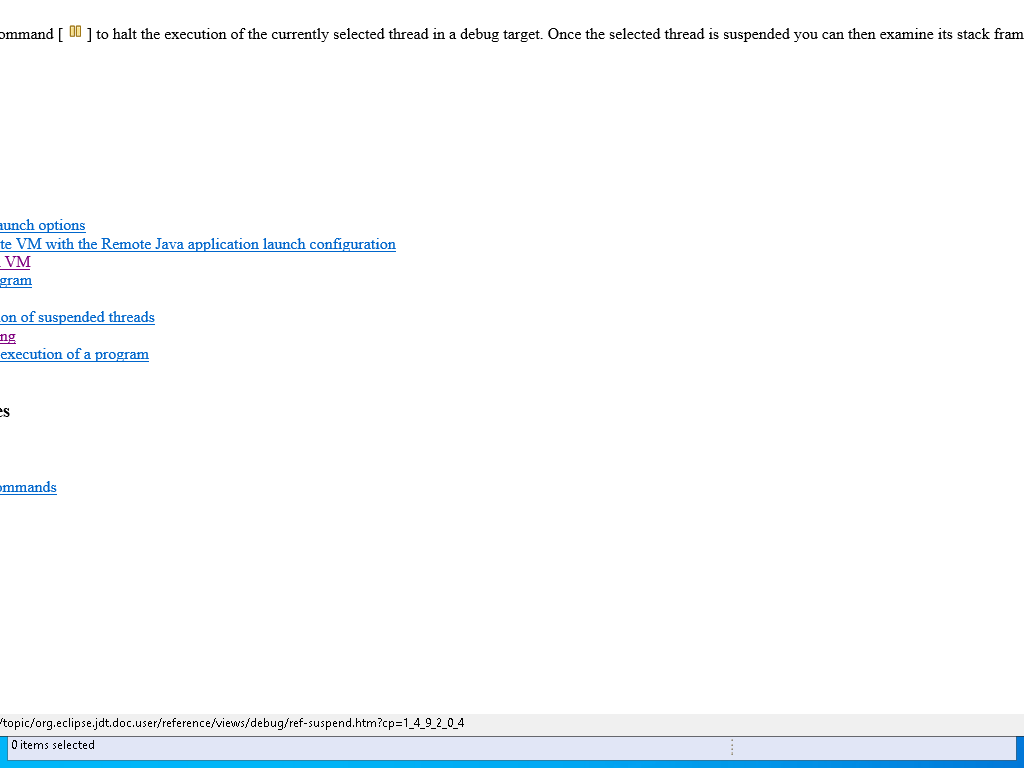 ommand [ ] to halt the execution of the currently selected thread in a debug target. Once the selected thread is suspended you can then examine its stack fram
aunch options
te VM with the Remote Java application launch configuration
VM
gram
on of suspended threads
ng
execution of a program
es
ommands
/topic/org.eclipse.jdt.doc.user/reference/views/debug/ref-suspend.htm?cp=1_4_9_2_0_4
0 items selected